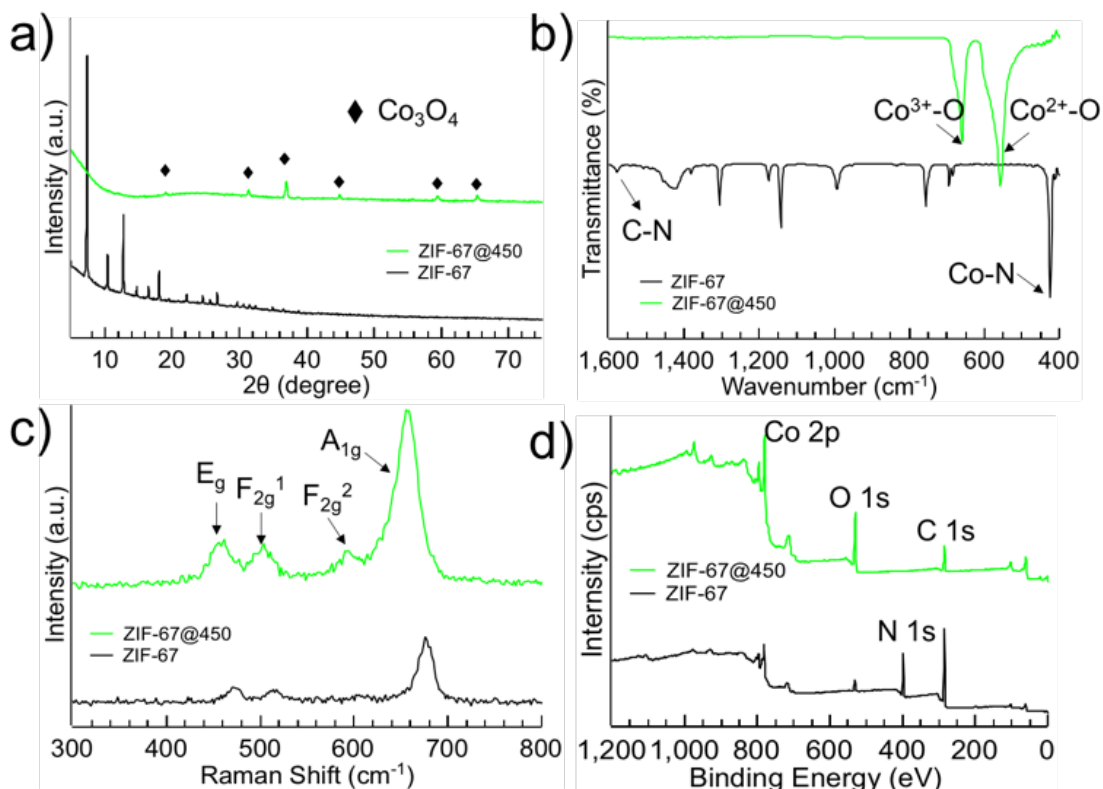 a)
Intensity (a.u.)
◆ Co₃O₄
ZIF-67@450
ZIF-67
10 20 30 40 50 60 70
2θ (degree)
b)
Transmittance (%)
Co³⁺-O
Co²⁺-O
C-N
Co-N
ZIF-67
ZIF-67@450
1,600 1,400 1,200 1,000 800 600 400
Wavenumber (cm⁻¹)
c)
Intensity (a.u.)
E_g
F_2g¹
F_2g²
A_1g
ZIF-67@450
ZIF-67
300 400 500 600 700 800
Raman Shift (cm⁻¹)
d)
Internsity (cps)
Co 2p
O 1s
C 1s
ZIF-67@450
ZIF-67
N 1s
1,200 1,000 800 600 400 200 0
Binding Energy (eV)